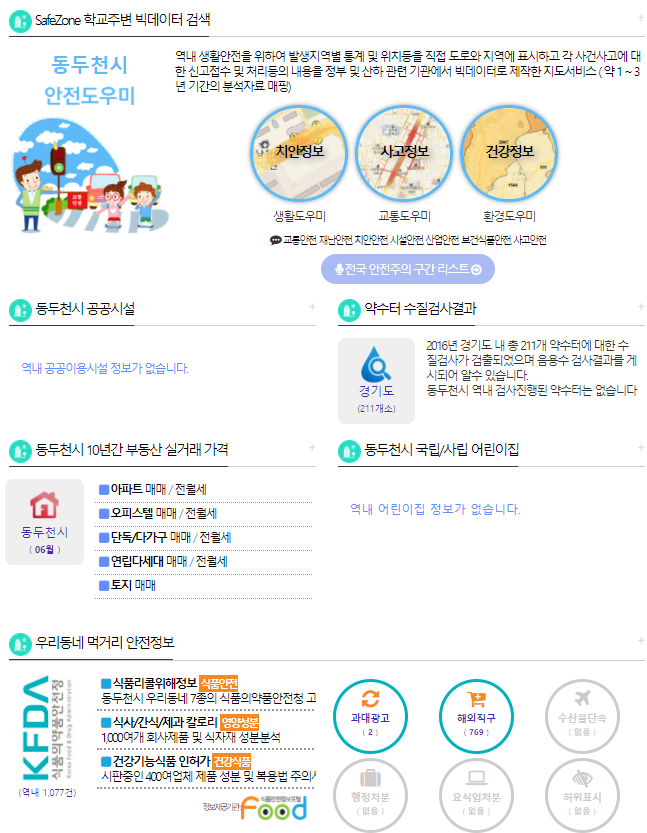 SafeZone 학교주변 빅데이터 검색
동두천시
안전도우미
역내 생활안전을 위하여 발생지역별 통계 및 위치등을 직접 도로와 지역에 표시하고 각 사건사고에 대
한 신고접수 및 처리등의 내용을 정부 및 산하 관련 기관에서 빅데이터로 제작한 지도서비스 ( 약 1 ~ 3
년 기간의 분석자료 매핑)
치안정보
사고정보
건강정보
생활도우미
교통도우미
환경도우미
교통안전 재난안전 치안안전 시설안전 산업안전 보건식품안전 사고안전
전국 안전주의 구간 리스트
동두천시 공공시설
역내 공공이용시설 정보가 없습니다.
약수터 수질검사결과
경기도
(211개소)
2016년 경기도 내 총 211개 약수터에 대한 수
질검사가 검출되었으며 음용수 검사결과를 게
시되어 알수 있습니다.
동두천시 역내 검사진행된 약수터는 없습니다
동두천시 10년간 부동산 실거래 가격
동두천시
( 06월 )
아파트 매매 / 전월세
오피스텔 매매 / 전월세
단독/다가구 매매 / 전월세
연립다세대 매매 / 전월세
토지 매매
동두천시 국립/사립 어린이집
역내 어린이집 정보가 없습니다.
우리동네 먹거리 안전정보
KFDA
식품의약품안전청
Korea Food & Drug Administration
(역내 1,077건)
식품리콜위해정보 식품안전
동두천시 우리동네 7종의 식품의약품안전청 고
식사/간식/제과 칼로리 영양성분
1,000여개 회사제품 및 식자재 성분분석
건강기능식품 인허가 건강식품
시판중인 400여업체 제품 성분 및 복용법 주의사
정보제공기관 :
식품안전정보포털
Food
과대광고
( 2 )
해외직구
( 769 )
수산물단속
( 없음 )
행정처분
( 없음 )
요식업처분
( 없음 )
허위표시
( 없음 )